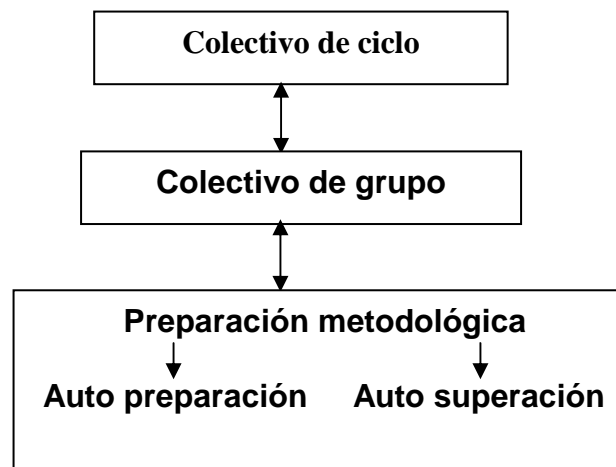 Colectivo de ciclo
Colectivo de grupo
Preparación metodológica
Auto preparación Auto superación